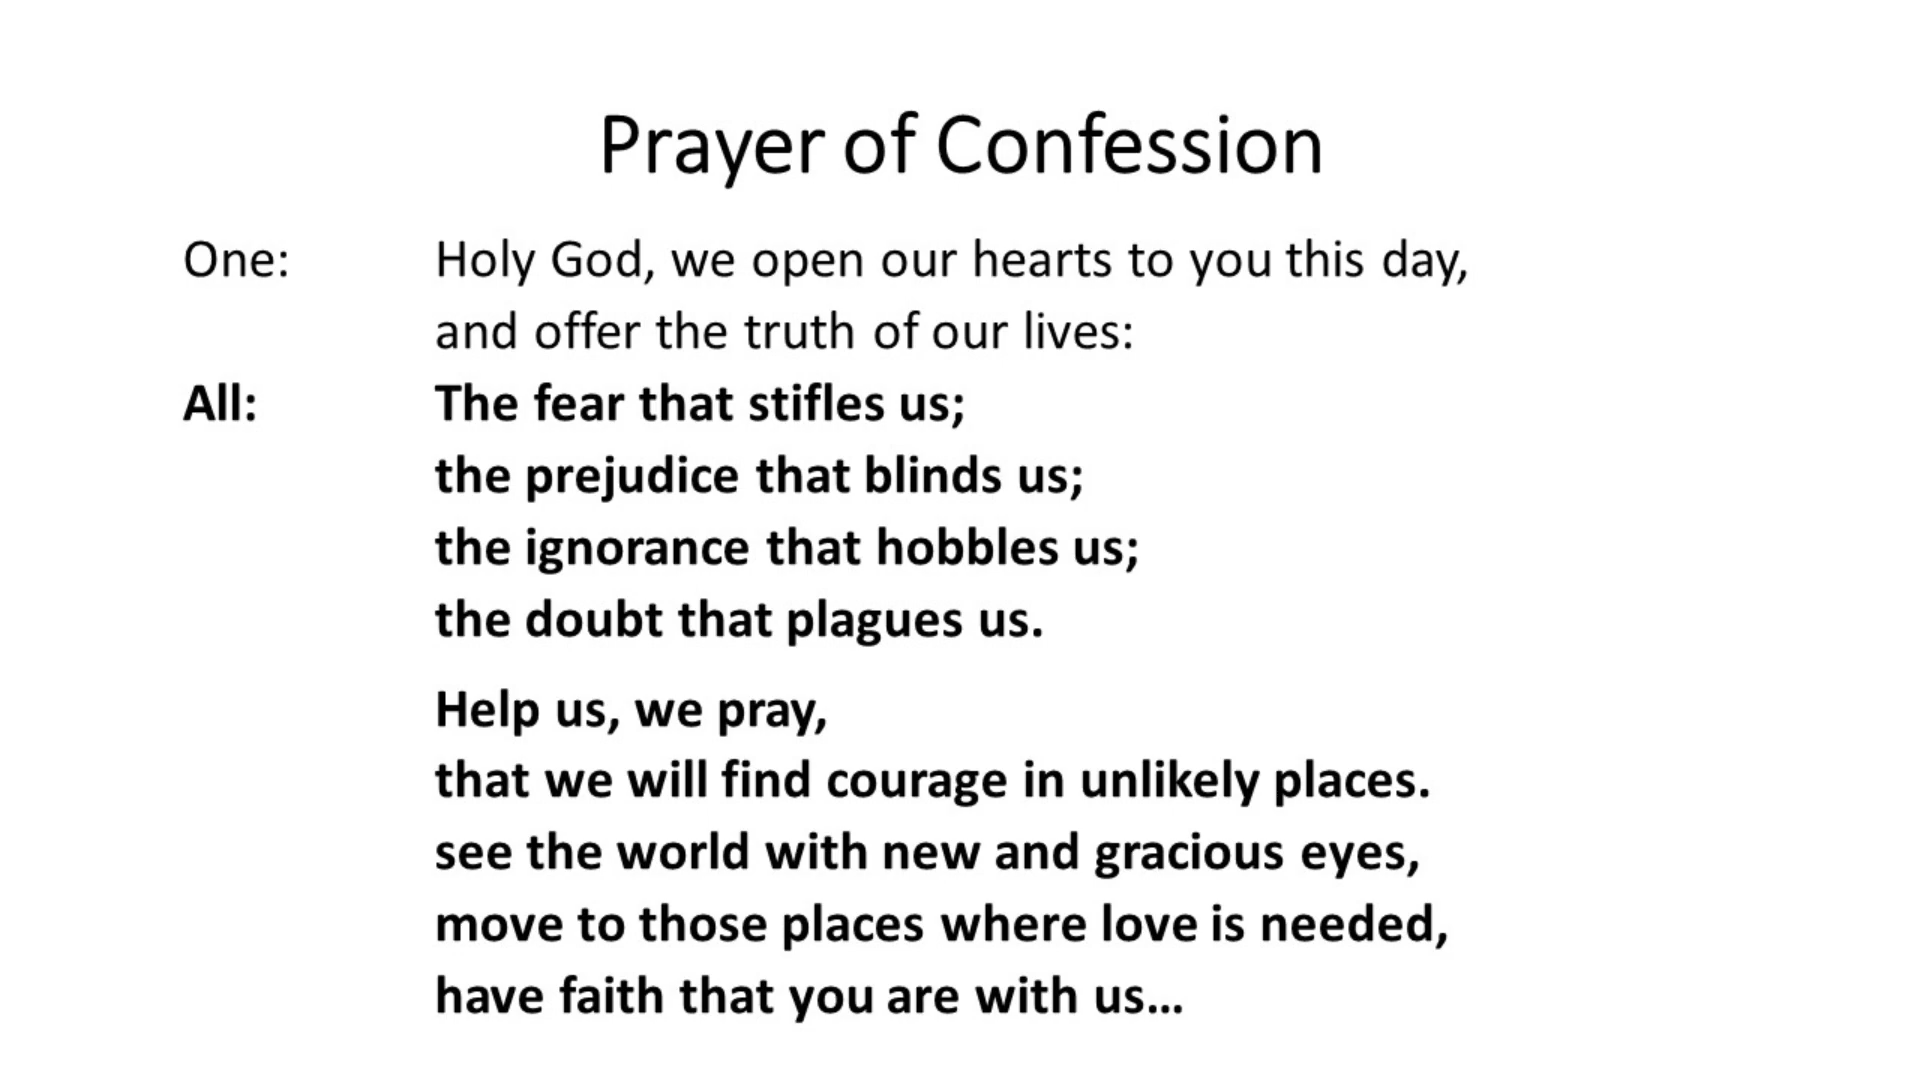 Prayer of Confession
One: Holy God, we open our hearts to you this day,
and offer the truth of our lives:
All: The fear that stifles us;
the prejudice that blinds us;
the ignorance that hobbles us;
the doubt that plagues us.
Help us, we pray,
that we will find courage in unlikely places.
see the world with new and gracious eyes,
move to those places where love is needed,
have faith that you are with us…